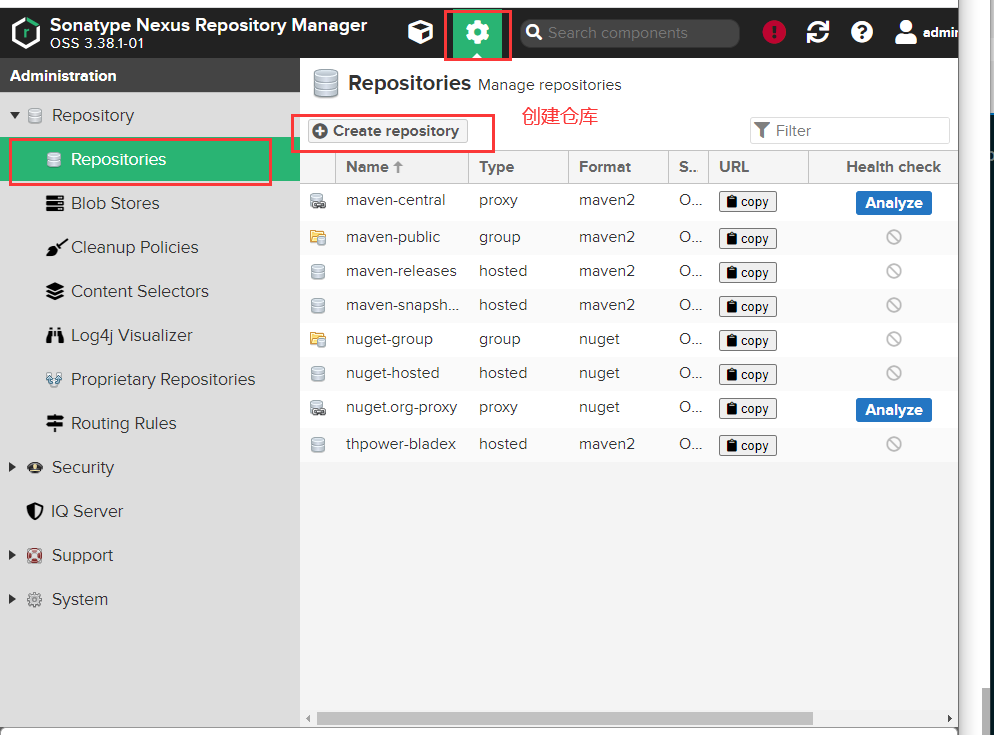 Sonatype Nexus Repository Manager
OSS 3.38.1-01
Search components
admin
Administration
Repository
Repositories
Blob Stores
Cleanup Policies
Content Selectors
Log4j Visualizer
Proprietary Repositories
Routing Rules
Security
IQ Server
Support
System
Repositories Manage repositories
创建仓库
Create repository
Filter
Name Type Format S.. URL Health check
maven-central proxy maven2 O... copy Analyze
maven-public group maven2 O... copy
maven-releases hosted maven2 O... copy
maven-snapsh... hosted maven2 O... copy
nuget-group group nuget O... copy
nuget-hosted hosted nuget O... copy
nuget.org-proxy proxy nuget O... copy Analyze
thpower-bladex hosted maven2 O... copy